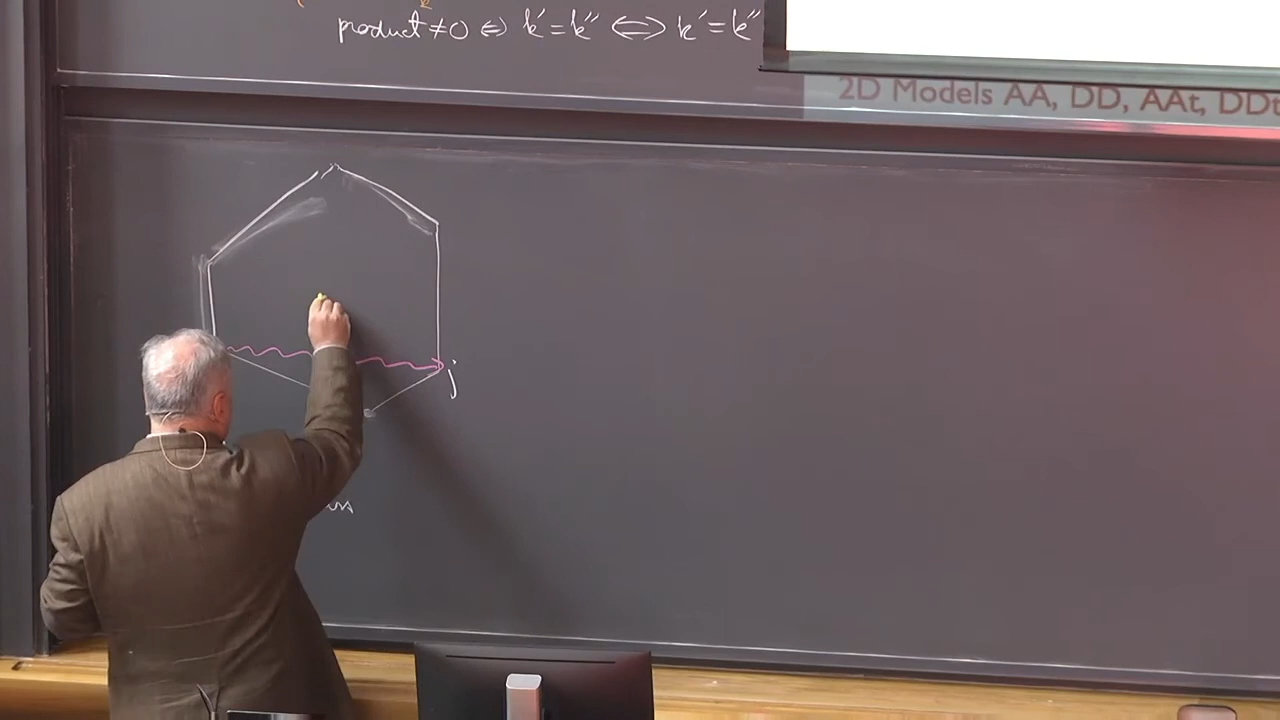 product ≠ 0 ⇔ k' = k'' ⟺ k' = k''
2D Models AA, DD, AAt, DDt
j